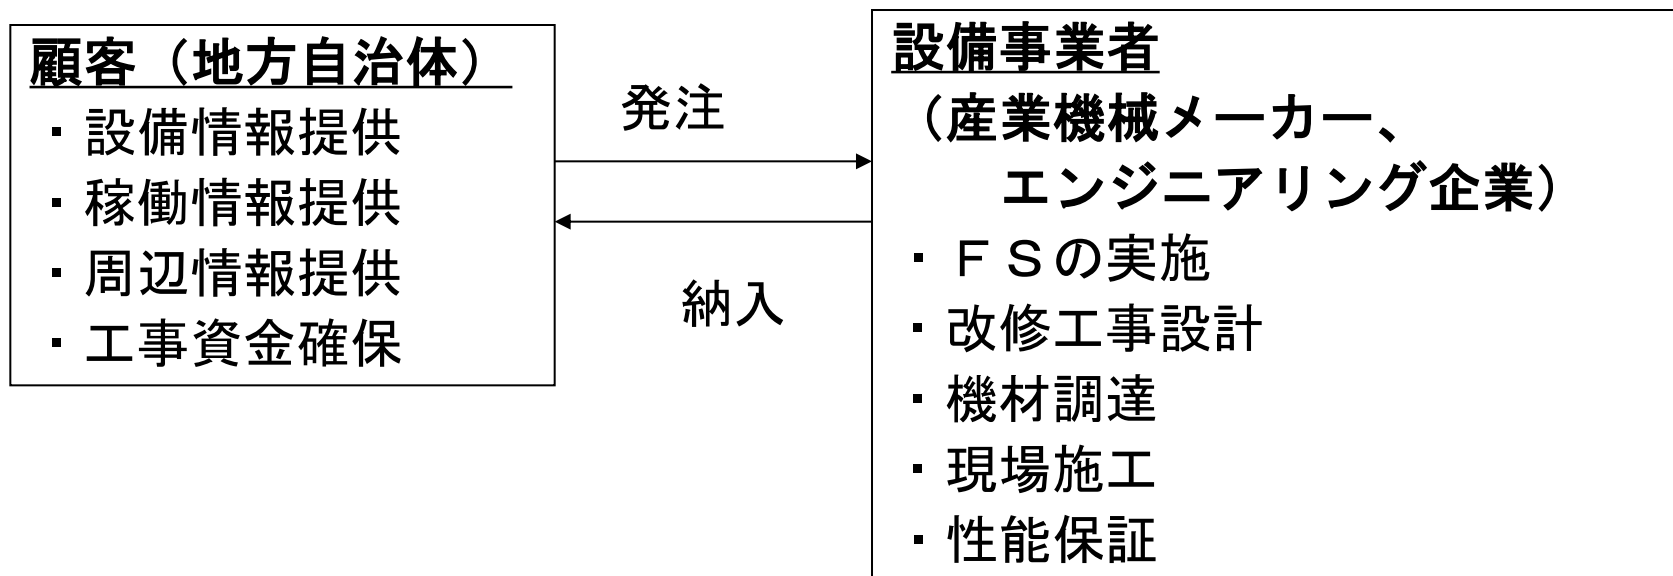 顧客（地方自治体）
・設備情報提供
・稼働情報提供
・周辺情報提供
・工事資金確保
発注
納入
設備事業者
（産業機械メーカー、
エンジニアリング企業）
・ＦＳの実施
・改修工事設計
・機材調達
・現場施工
・性能保証